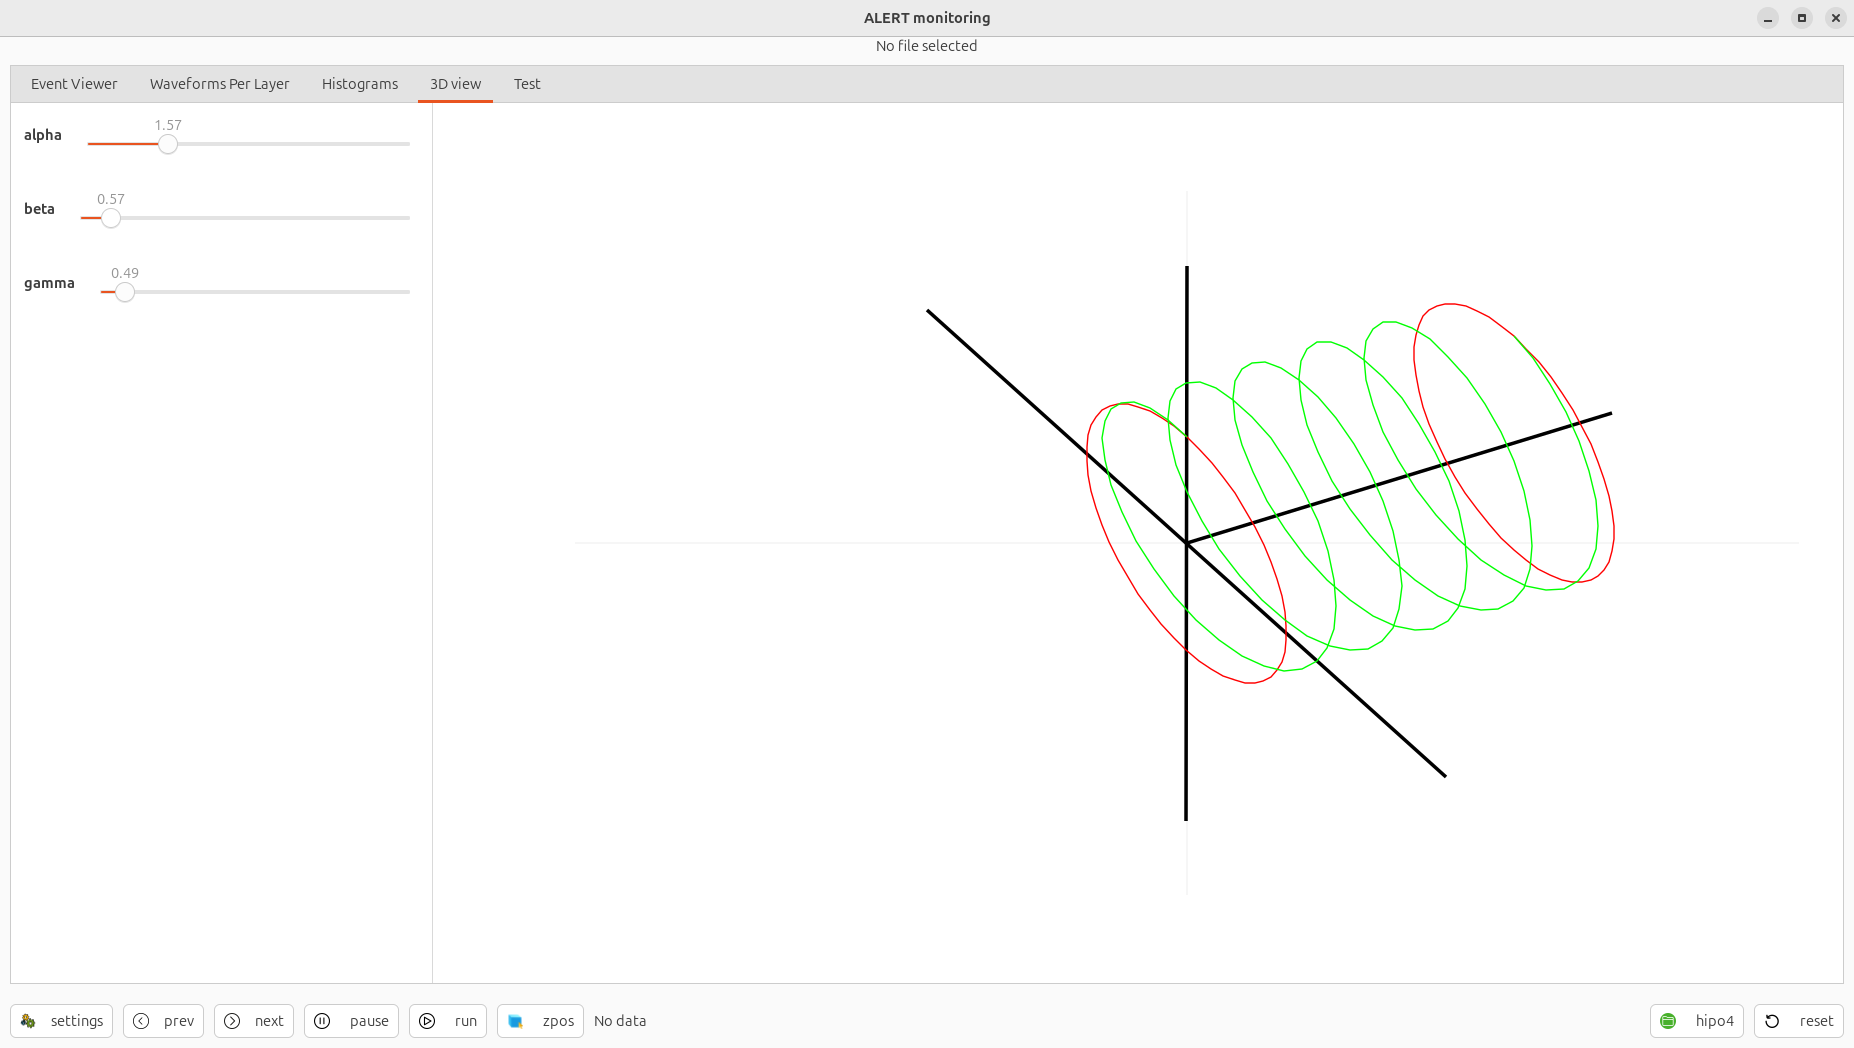 ALERT monitoring
No file selected
Event Viewer Waveforms Per Layer Histograms 3D view Test
1.57
alpha
0.57
beta
0.49
gamma
settings prev next pause run zpos No data hipo4 reset